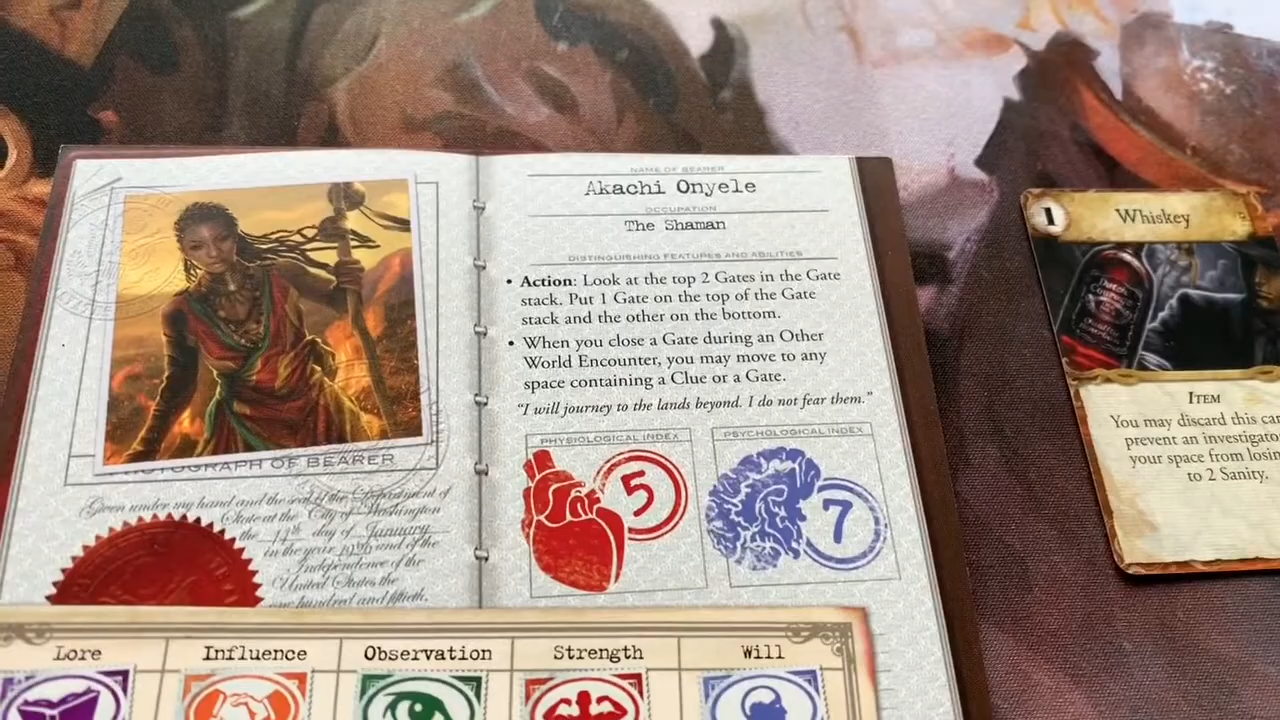 NAME OF BEARER
Akachi Onyele
OCCUPATION
The Shaman
DISTINGUISHING FEATURES AND ABILITIES
• Action: Look at the top 2 Gates in the Gate
stack. Put 1 Gate on the top of the Gate
stack and the other on the bottom.
• When you close a Gate during an Other
World Encounter, you may move to any
space containing a Clue or a Gate.
"I will journey to the lands beyond. I do not fear them."
PHYSIOLOGICAL INDEX
5
PSYCHOLOGICAL INDEX
7
PHOTOGRAPH OF BEARER
Given under my hand and the seal of the Department of
State at the City of Washington
the 14th day of January
in the year 1926 and of the
Independence of the
United States the
one hundred and fiftieth.
Lore
Influence
Observation
Strength
Will
1
Whiskey
ITEM
You may discard this ca
prevent an investigato
your space from losin
to 2 Sanity.